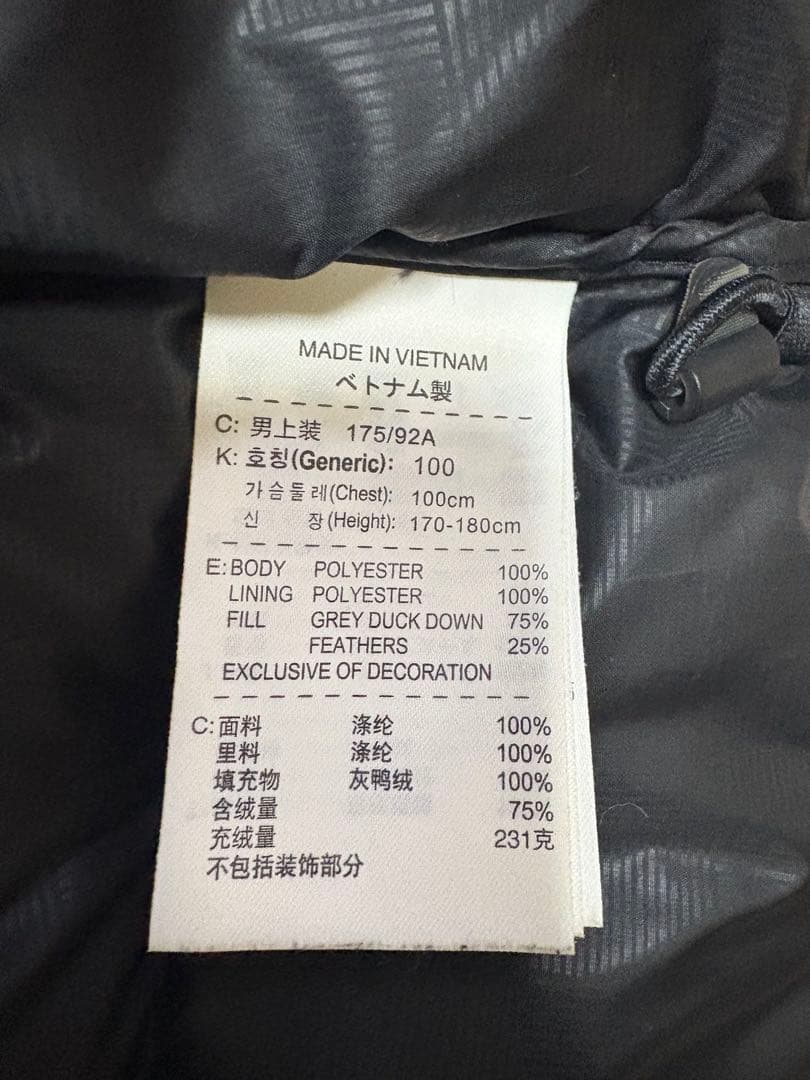 MADE IN VIETNAM
ベトナム製
C: 男上装 175/92A
K: 호칭(Generic): 100
가슴둘레(Chest): 100cm
신 장(Height): 170-180cm
E: BODY POLYESTER 100%
LINING POLYESTER 100%
FILL GREY DUCK DOWN 75%
FEATHERS 25%
EXCLUSIVE OF DECORATION
C: 面料 涤纶 100%
里料 涤纶 100%
填充物 灰鸭绒 100%
含绒量 75%
充绒量 231克
不包括装饰部分